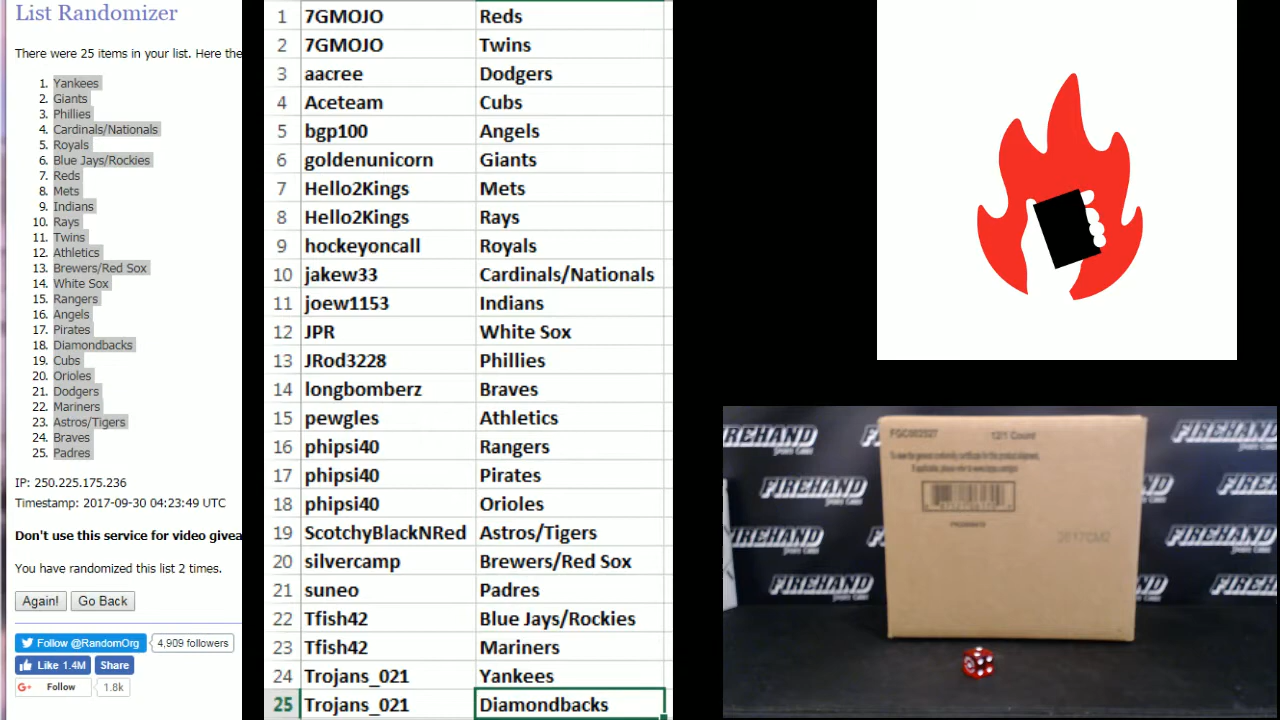 List Randomizer
There were 25 items in your list. Here the
1. Yankees
2. Giants
3. Phillies
4. Cardinals/Nationals
5. Royals
6. Blue Jays/Rockies
7. Reds
8. Mets
9. Indians
10. Rays
11. Twins
12. Athletics
13. Brewers/Red Sox
14. White Sox
15. Rangers
16. Angels
17. Pirates
18. Diamondbacks
19. Cubs
20. Orioles
21. Dodgers
22. Mariners
23. Astros/Tigers
24. Braves
25. Padres
IP: 250.225.175.236
Timestamp: 2017-09-30 04:23:49 UTC
Don't use this service for video givea
You have randomized this list 2 times.
Again! Go Back
Follow @RandomOrg 4,909 followers
Like 1.4M Share
G+ Follow 1.8k
1 7GMOJO Reds
2 7GMOJO Twins
3 aacree Dodgers
4 Aceteam Cubs
5 bgp100 Angels
6 goldenunicorn Giants
7 Hello2Kings Mets
8 Hello2Kings Rays
9 hockeyoncall Royals
10 jakew33 Cardinals/Nationals
11 joew1153 Indians
12 JPR White Sox
13 JRod3228 Phillies
14 longbomberz Braves
15 pewgles Athletics
16 phipsi40 Rangers
17 phipsi40 Pirates
18 phipsi40 Orioles
19 ScotchyBlackNRed Astros/Tigers
20 silvercamp Brewers/Red Sox
21 suneo Padres
22 Tfish42 Blue Jays/Rockies
23 Tfish42 Mariners
24 Trojans_021 Yankees
25 Trojans_021 Diamondbacks
12/1 Count
FIREHAND
FIREHAND
FIREHAND
FIREHAND
FIREHAND
FIREHAND